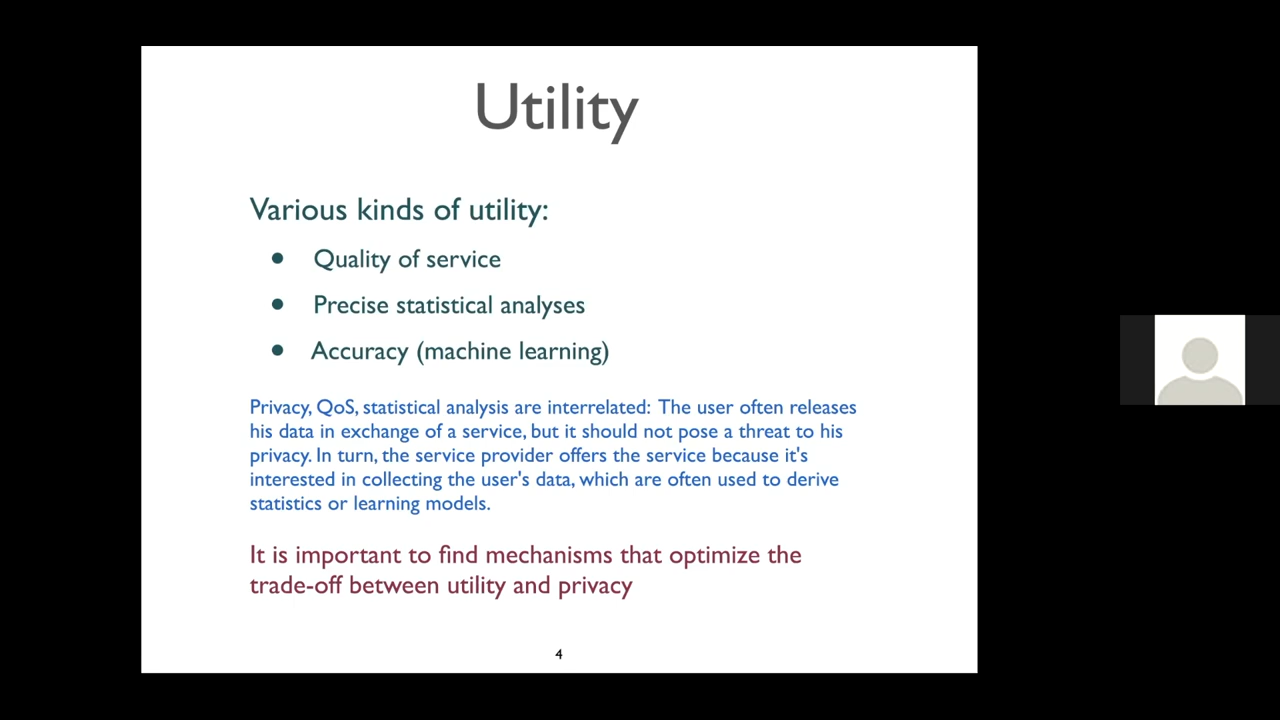 Utility
Various kinds of utility:
● Quality of service
● Precise statistical analyses
● Accuracy (machine learning)
Privacy, QoS, statistical analysis are interrelated: The user often releases
his data in exchange of a service, but it should not pose a threat to his
privacy. In turn, the service provider offers the service because it's
interested in collecting the user's data, which are often used to derive
statistics or learning models.
It is important to find mechanisms that optimize the
trade-off between utility and privacy
4